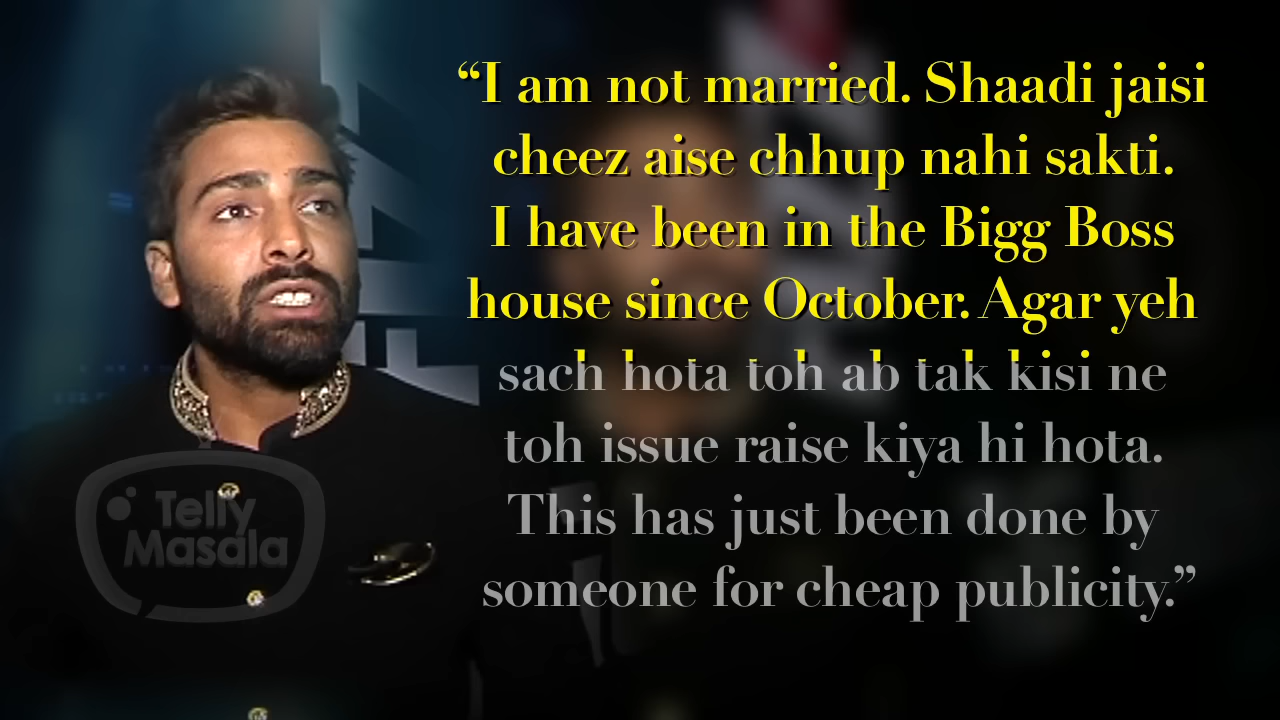 “I am not married. Shaadi jaisi
cheez aise chhup nahi sakti.
I have been in the Bigg Boss
house since October. Agar yeh
sach hota toh ab tak kisi ne
toh issue raise kiya hi hota.
This has just been done by
someone for cheap publicity.”
Telly
Masala